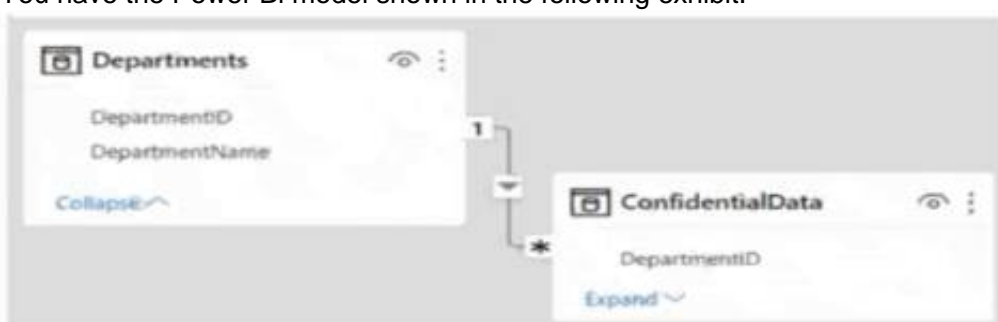 You have the Power BI model shown in the following exhibit.
Departments
DepartmentID
DepartmentName
Collapse
1
*
ConfidentialData
DepartmentID
Expand